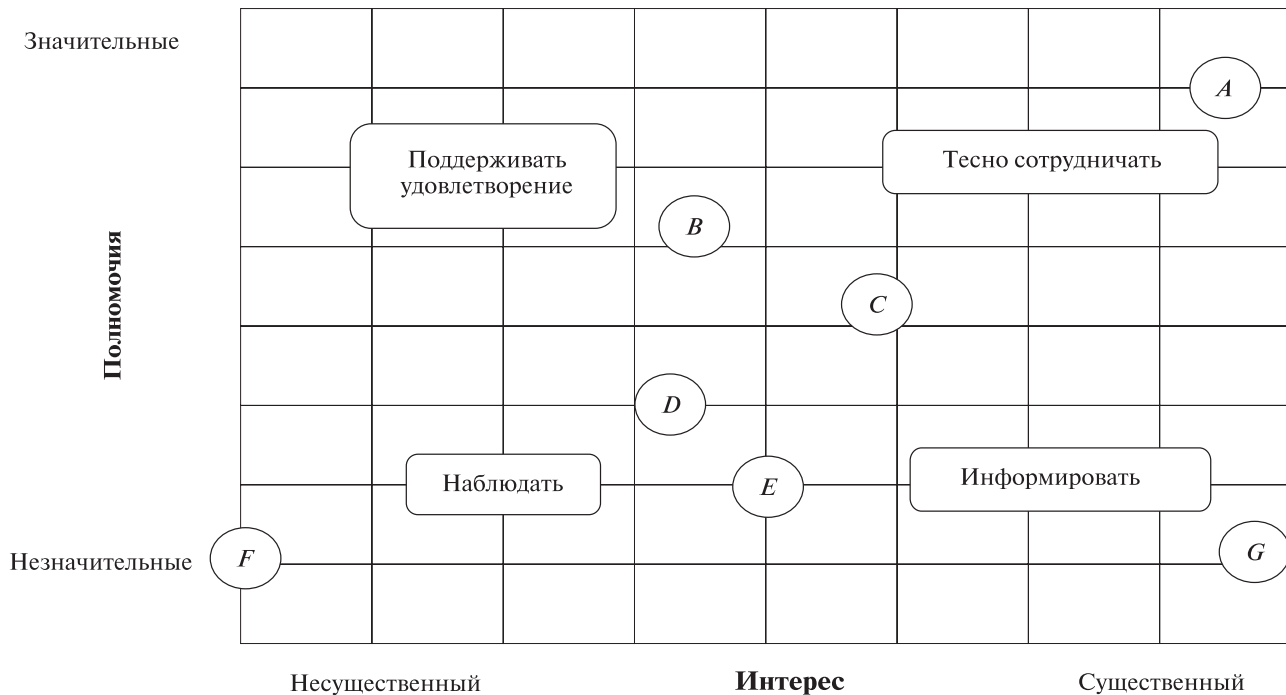 Значительные
A
Поддерживать
удовлетворение
Тесно сотрудничать
B
Полномочия
C
D
Наблюдать
E
Информировать
Незначительные
F
G
Несущественный
Интерес
Существенный